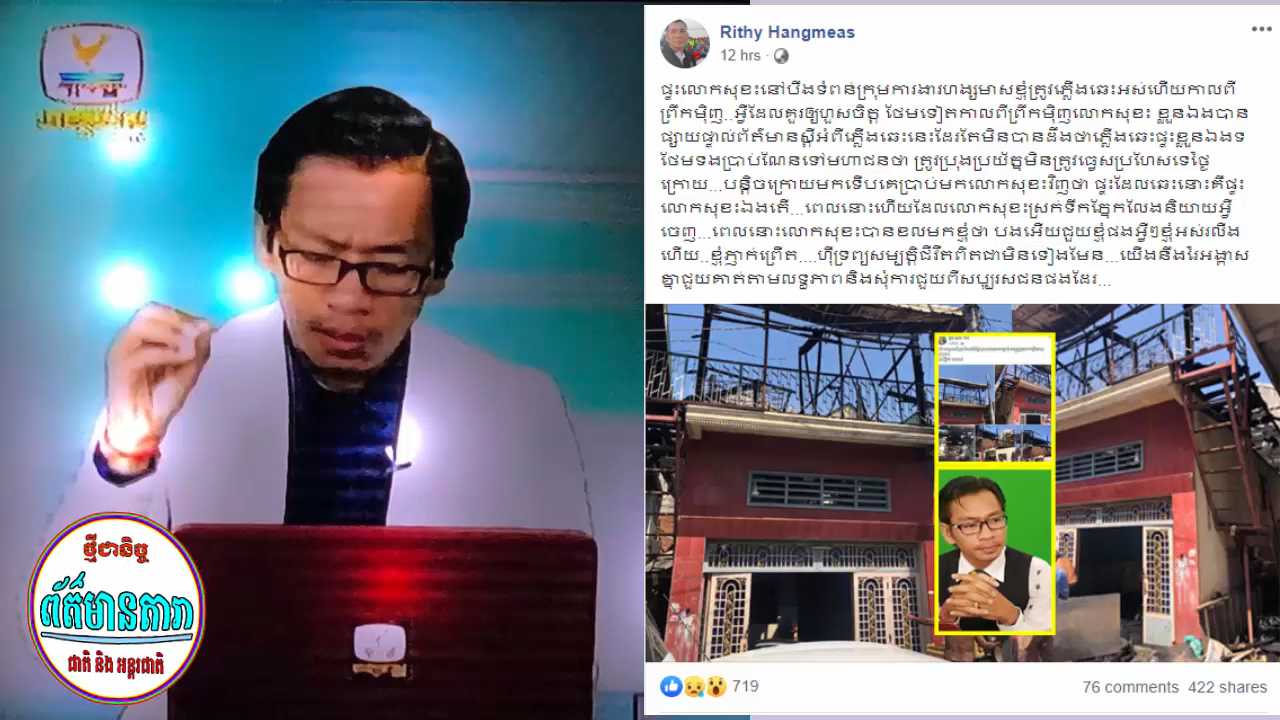 Rithy Hangmeas
12 hrs
ផ្ទះលោកសុខះនៅបឹងទំពន់ក្រុមការងារហង្សមាសខ្ញុំត្រូវភ្លើងឆេះអស់ហើយកាលពី
ព្រឹកម៉ិញ..អ្វីដែលគួរឲ្យហួសចិត្ត ថែមទៀតកាលពីព្រឹកម៉ិញលោកសុខះ ខ្លួនឯងបាន
ផ្សាយផ្ទាល់ព័ត៌មានស្តីអំពីភ្លើងឆេះនេះដែរតែមិនបានដឹងថាភ្លើងឆេះផ្ទះខ្លួនឯងទ
ថែមទងប្រាប់ណែនទៅមហាជនថា ត្រូវប្រុងប្រយ័ត្នមិនត្រូវធ្វេសប្រហែសទេថ្ងៃ
ក្រោយ...បន្តិចក្រោយមកទើបគេប្រាប់មកលោកសុខះវិញថា ផ្ទះដែលឆេះនោះគឺផ្ទះ
លោកសុខះឯងតើ...ពេលនោះហើយដែលលោកសុខះស្រក់ទឹកភ្នែកលែងនិយាយអ្វី
ចេញ...ពេលនោះលោកសុខះបានខលមកខ្ញុំថា បងអើយជួយខ្ញុំផងអ្វីៗខ្ញុំអស់រលីង
ហើយ..ខ្ញុំភ្ញាក់ព្រើត....ហ៊ីទ្រព្យសម្បត្តិជីវឹតពិតជាមិនទៀងមែន...យើងនឹងរៃអង្គាស
គ្នាជួយគាត់តាមលទ្ធភាពនឹងសុំការជួយពីសប្បុរសជនផងដែរ...
719
76 comments 422 shares
ថ្មីជានិច្ច
ព័ត៌មានតារា
ជាតិ និង អន្តរជាតិ